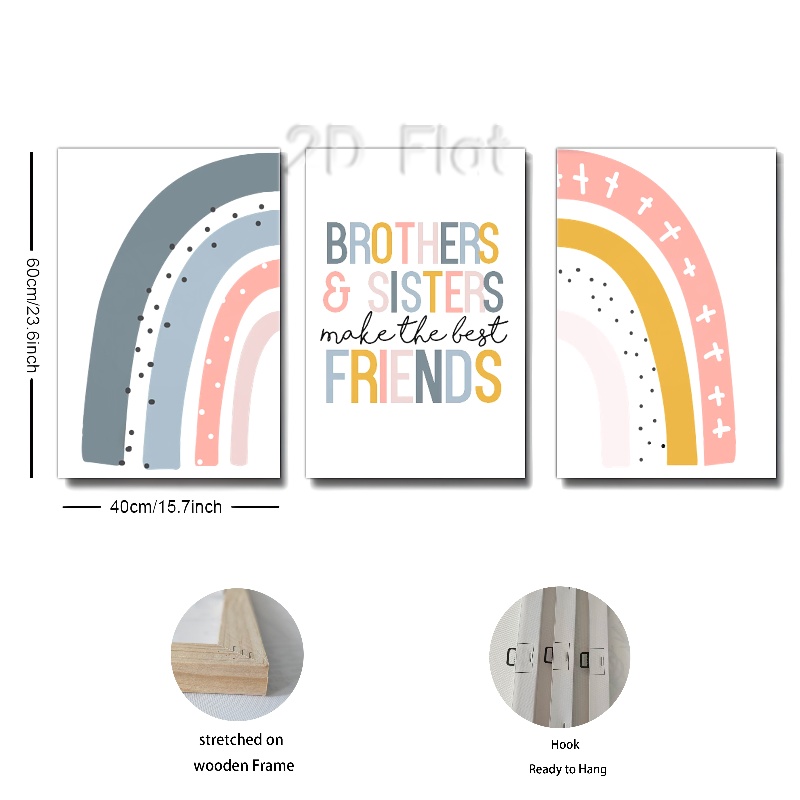 2D Flat
BROTHERS
& SISTERS
make the best
FRIENDS
60cm/23.6inch
40cm/15.7inch
stretched on
wooden Frame
Hook
Ready to Hang